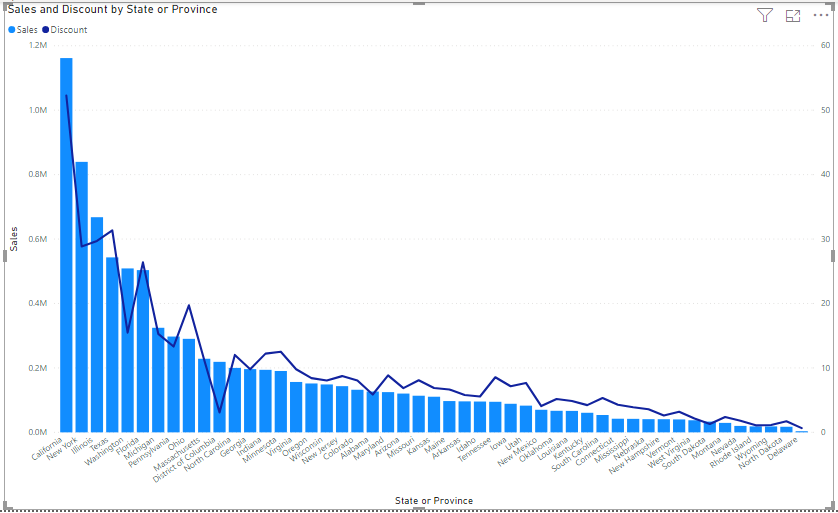 Sales and Discount by State or Province
Sales Discount
1.2M
1.0M
0.8M
0.6M
0.4M
0.2M
0.0M
Sales
60
50
40
30
20
10
0
California
New York
Illinois
Texas
Washington
Florida
Michigan
Pennsylvania
Ohio
Massachusetts
District of Columbia
North Carolina
Georgia
Indiana
Minnesota
Virginia
Oregon
Wisconsin
New Jersey
Colorado
Alabama
Maryland
Arizona
Missouri
Kansas
Maine
Arkansas
Idaho
Tennessee
Iowa
Utah
New Mexico
Oklahoma
Louisiana
Kentucky
South Carolina
Connecticut
Mississippi
Nebraska
New Hampshire
Vermont
West Virginia
South Dakota
Montana
Nevada
Rhode Island
Wyoming
North Dakota
Delaware
State or Province